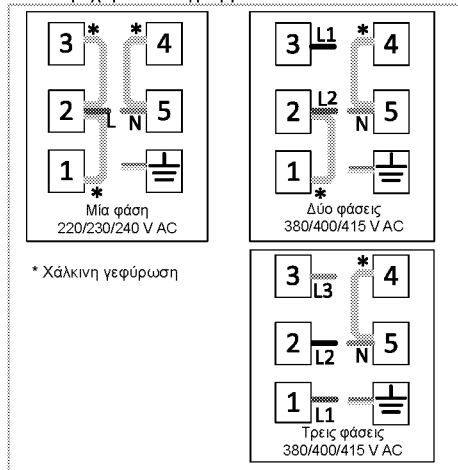 3 * * 4
2 L N 5
1 *
Μία φάση
220/230/240 V AC
3 L1 * 4
2 L2 N 5
1 *
Δύο φάσεις
380/400/415 V AC
* Χάλκινη γεφύρωση
3 L3 * 4
2 L2 N 5
1 L1
Τρεις φάσεις
380/400/415 V AC